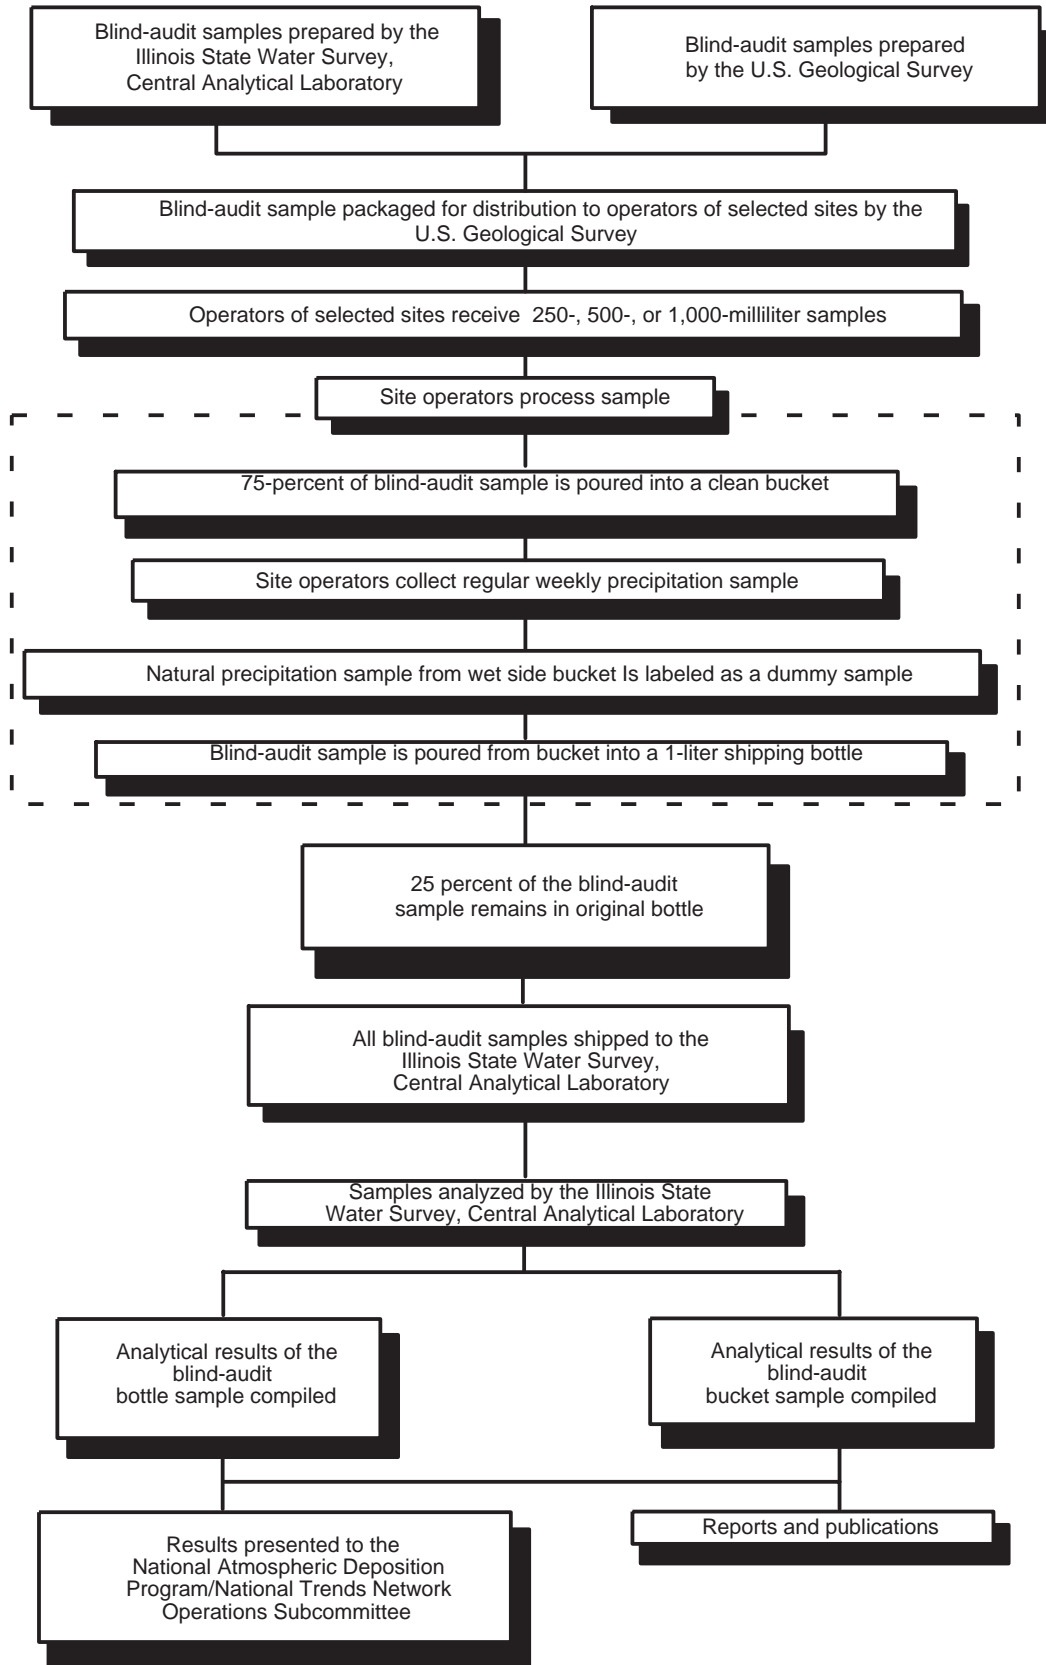 Blind-audit samples prepared by the
Illinois State Water Survey,
Central Analytical Laboratory
Blind-audit samples prepared
by the U.S. Geological Survey
Blind-audit sample packaged for distribution to operators of selected sites by the
U.S. Geological Survey
Operators of selected sites receive 250-, 500-, or 1,000-milliliter samples
Site operators process sample
75-percent of blind-audit sample is poured into a clean bucket
Site operators collect regular weekly precipitation sample
Natural precipitation sample from wet side bucket Is labeled as a dummy sample
Blind-audit sample is poured from bucket into a 1-liter shipping bottle
25 percent of the blind-audit
sample remains in original bottle
All blind-audit samples shipped to the
Illinois State Water Survey,
Central Analytical Laboratory
Samples analyzed by the Illinois State
Water Survey, Central Analytical Laboratory
Analytical results of the
blind-audit
bottle sample compiled
Analytical results of the
blind-audit
bucket sample compiled
Results presented to the
National Atmospheric Deposition
Program/National Trends Network
Operations Subcommittee
Reports and publications